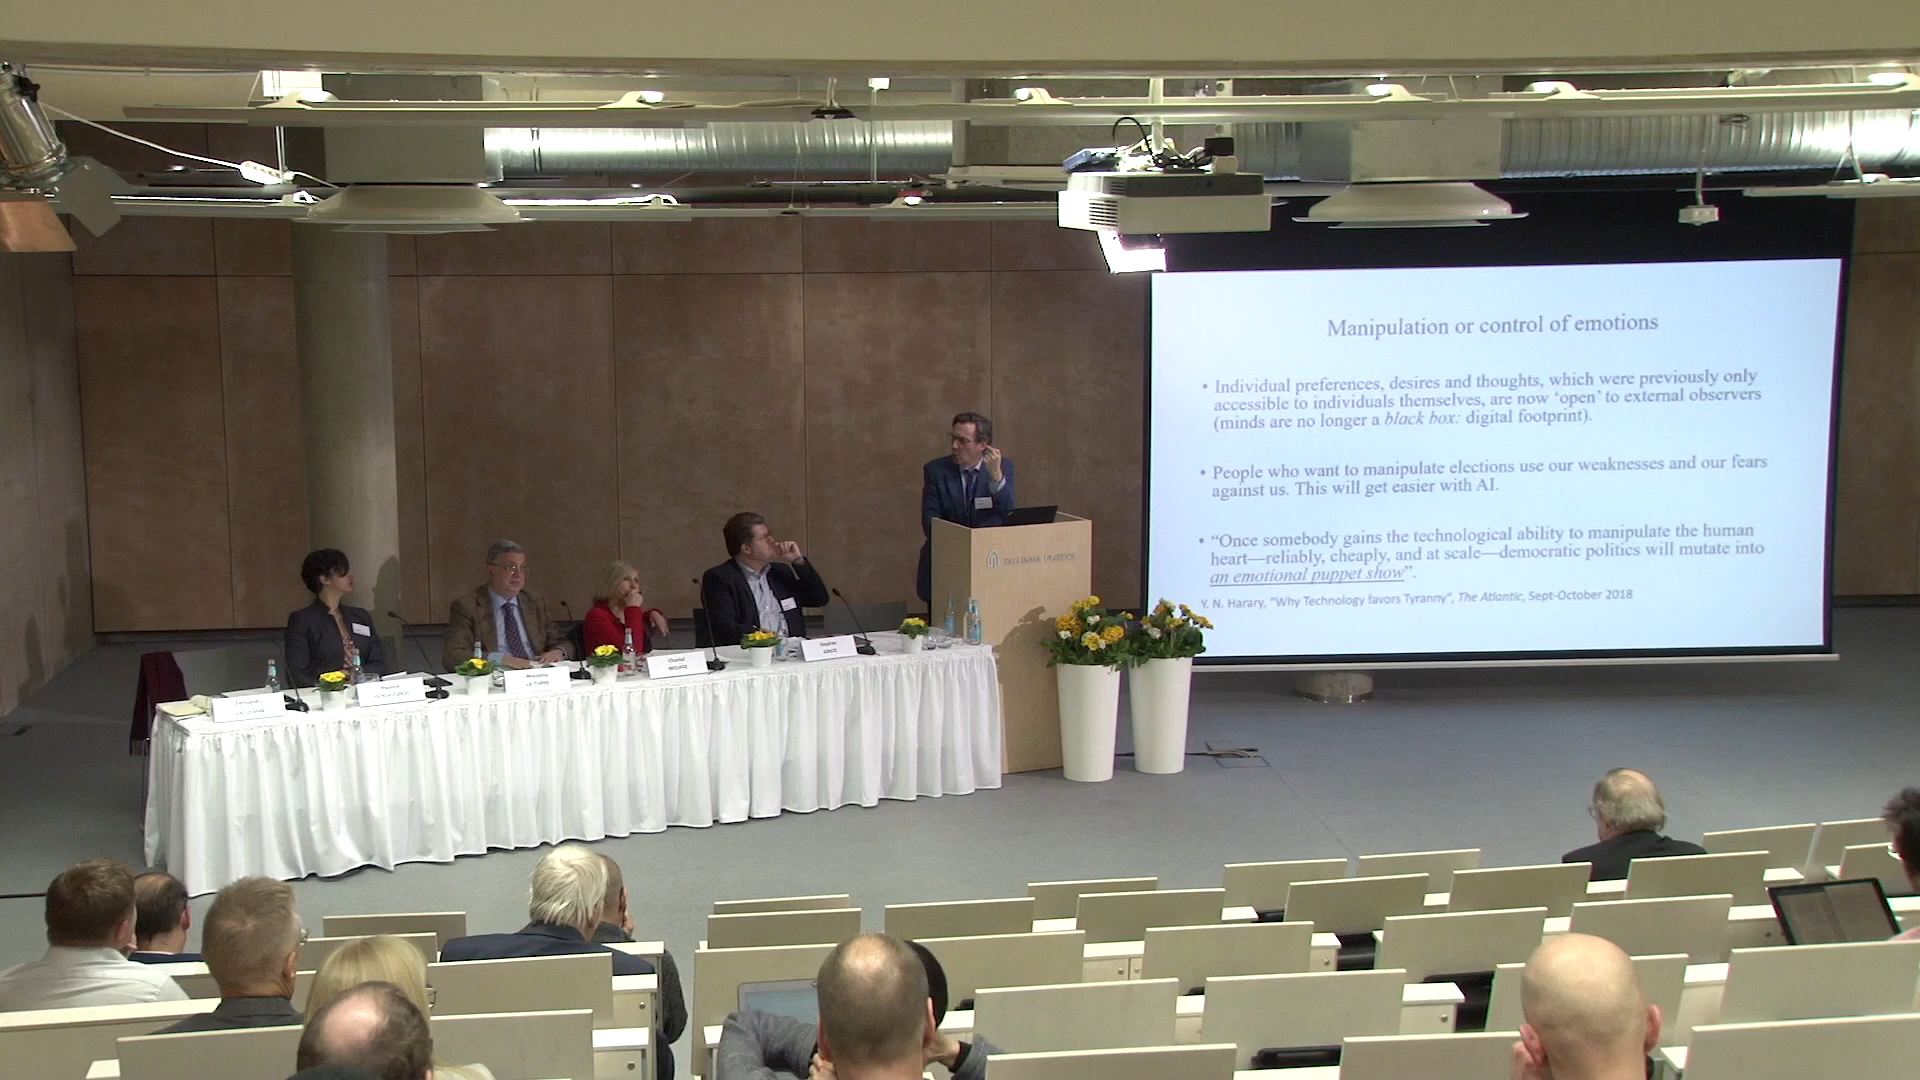 Manipulation or control of emotions
• Individual preferences, desires and thoughts, which were previously only
accessible to individuals themselves, are now ‘open’ to external observers
(minds are no longer a black box: digital footprint).
• People who want to manipulate elections use our weaknesses and our fears
against us. This will get easier with AI.
• “Once somebody gains the technological ability to manipulate the human
heart—reliably, cheaply, and at scale—democratic politics will mutate into
an emotional puppet show”.
Y. N. Harary, “Why Technology favors Tyranny”, The Atlantic, Sept-October 2018
TALLINNA ÜLIKOOL
Chantal